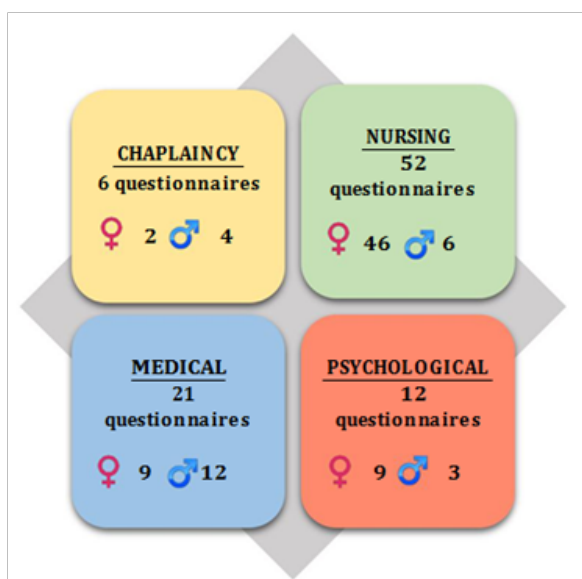 CHAPLAINCY
6 questionnaires
♀ 2 ♂ 4
NURSING
52
questionnaires
♀ 46 ♂ 6
MEDICAL
21
questionnaires
♀ 9 ♂ 12
PSYCHOLOGICAL
12
questionnaires
♀ 9 ♂ 3